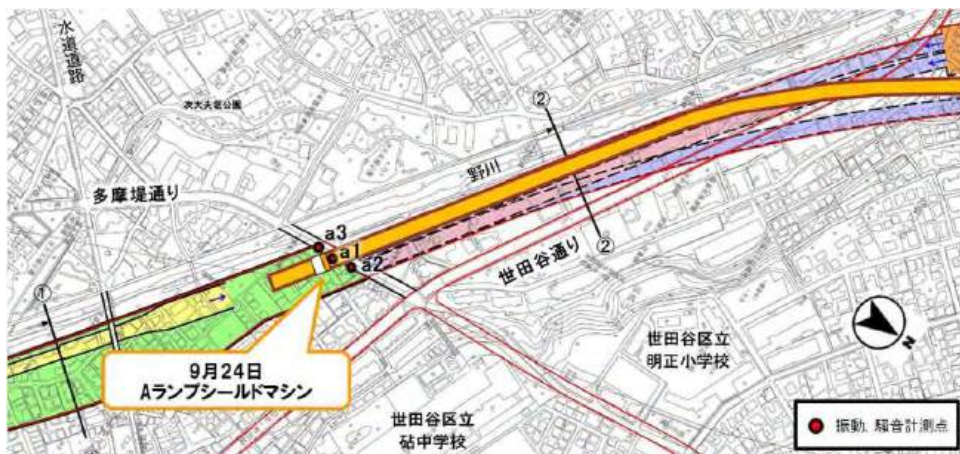 水道道路
次大夫堀公園
②
野川
多摩堤通り
a3
a1
a2
②
世田谷通り
①
世田谷区立
明正小学校
N
9月24日
Aランプシールドマシン
世田谷区立
砧中学校
振動、騒音計測点